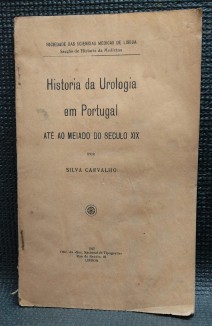 SOCIEDADE DAS SCIENCIAS MEDICAS DE LISBOA
Secção de Historia da Medicina
Historia da Urologia
em Portugal
ATÉ AO MEIADO DO SECULO XIX
POR
SILVA CARVALHO
LISBOA